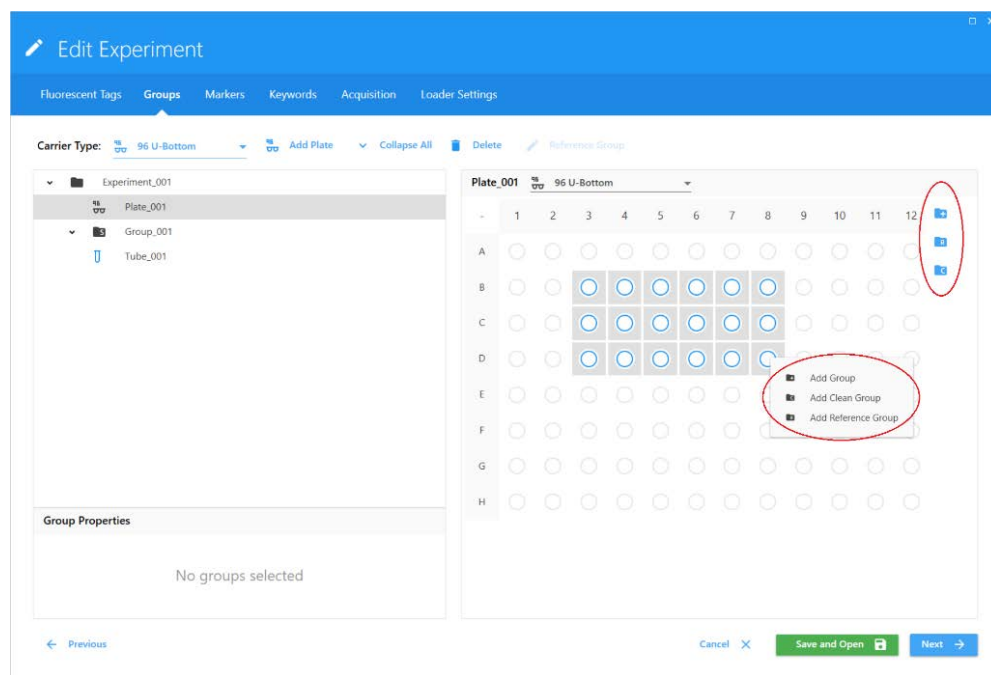 Edit Experiment
Fluorescent Tags Groups Markers Keywords Acquisition Loader Settings
Carrier Type: 96 U-Bottom Add Plate Collapse All Delete Reference Group
Experiment_001
Plate_001
Group_001
Tube_001
Group Properties
No groups selected
Plate_001 96 U-Bottom
- 1 2 3 4 5 6 7 8 9 10 11 12
A
B
C
D
E
F
G
H
Add Group
Add Clean Group
Add Reference Group
Previous Cancel Save and Open Next